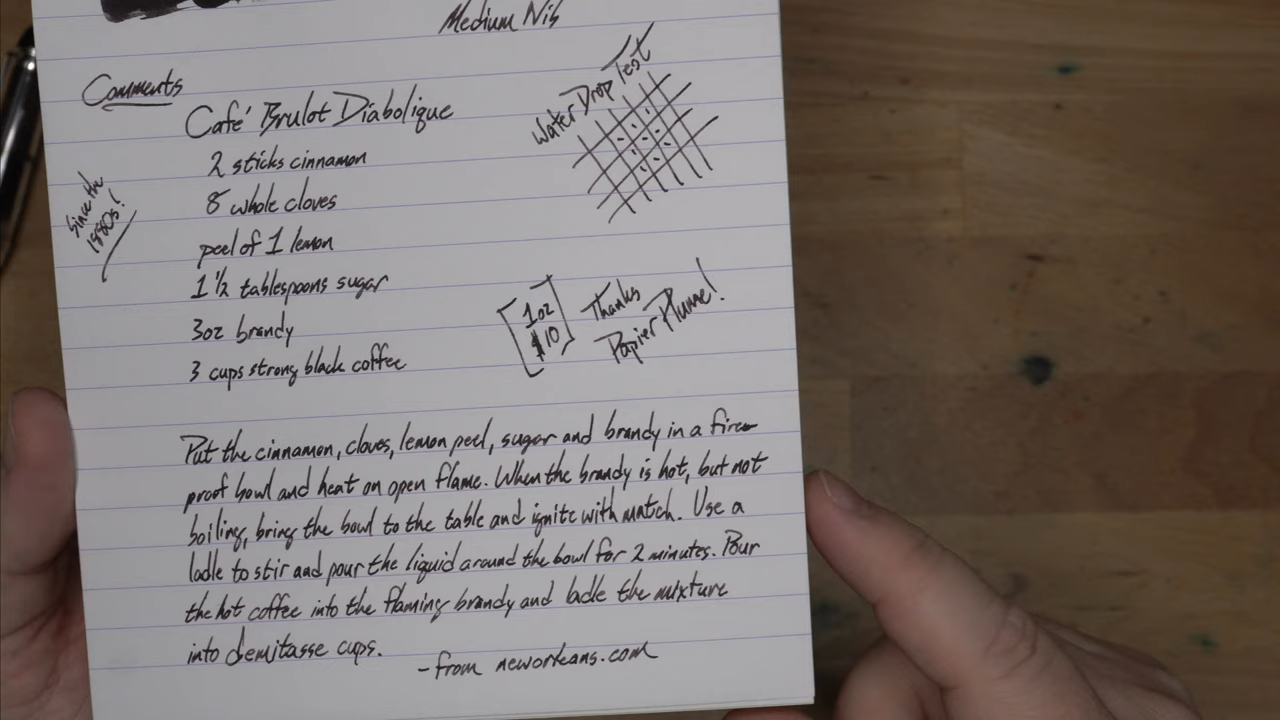 Medium Nib
Comments
Café Brulot Diabolique
2 sticks cinnamon
8 whole cloves
peel of 1 lemon
1 ½ tablespoons sugar
3oz brandy
3 cups strong black coffee
Since the
1880s!
Water Drop Test
1oz
$10
Thanks
Papier Plume!
Put the cinnamon, cloves, lemon peel, sugar and brandy in a fire-
proof bowl and heat on open flame. When the brandy is hot, but not
boiling, bring the bowl to the table and ignite with match. Use a
ladle to stir and pour the liquid around the bowl for 2 minutes. Pour
the hot coffee into the flaming brandy and ladle the mixture
into demitasse cups.
- from neworleans.com